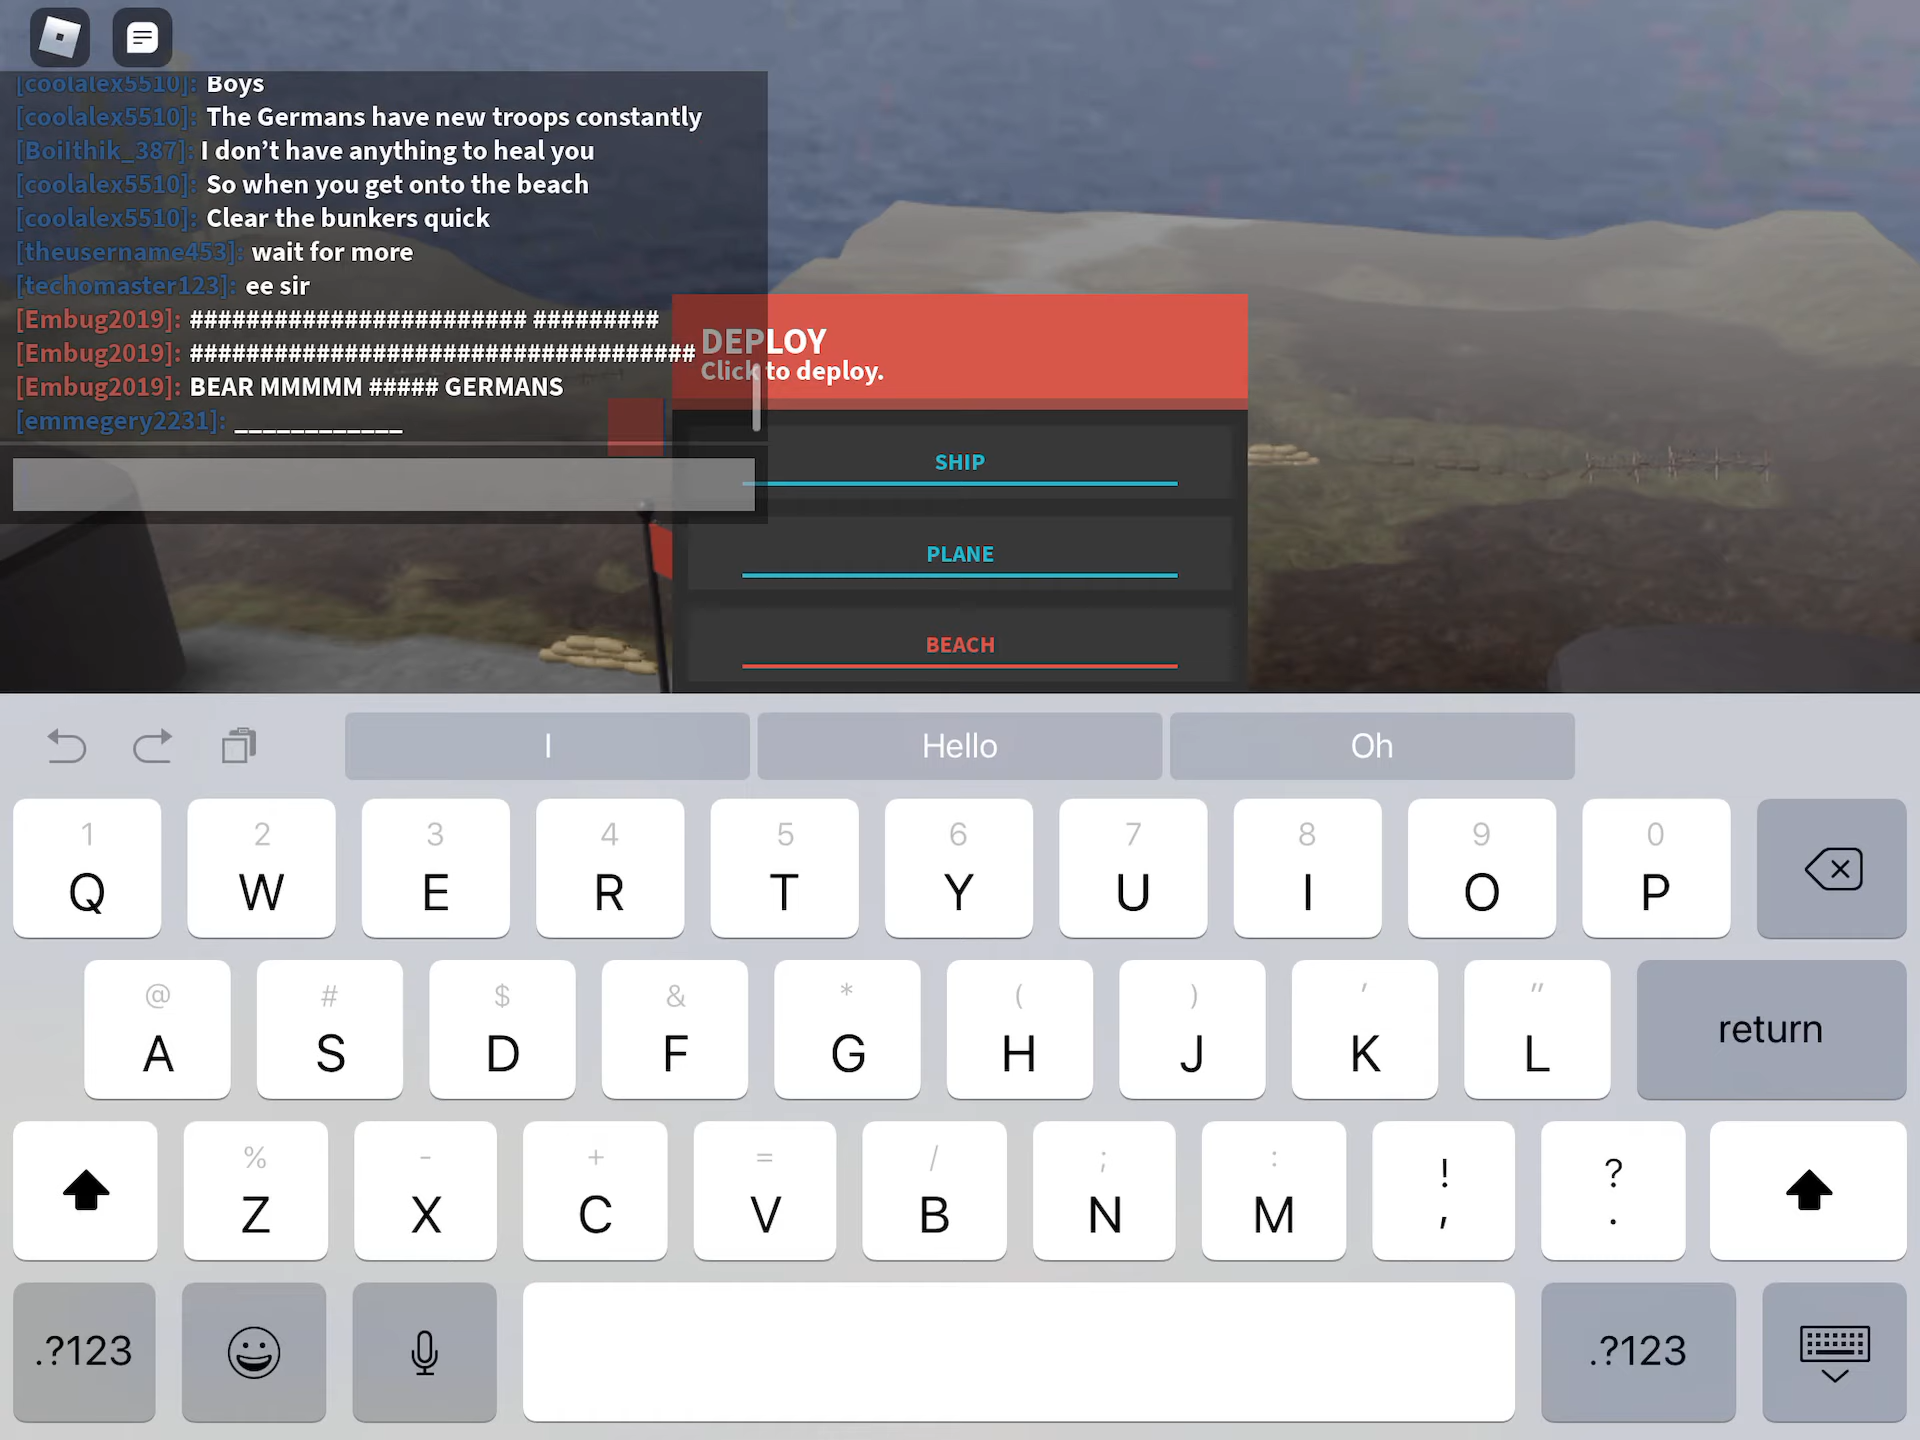 [coolalex5510]: Boys
[coolalex5510]: The Germans have new troops constantly
[BoiIthik_387]: I don’t have anything to heal you
[coolalex5510]: So when you get onto the beach
[coolalex5510]: Clear the bunkers quick
[theusername453]: wait for more
[techomaster123]: ee sir
[Embug2019]: ######################## #########
[Embug2019]: ####################################
[Embug2019]: BEAR MMMMM ##### GERMANS
[emmegery2231]: ____________
DEPLOY
Click to deploy.
SHIP
PLANE
BEACH
I Hello Oh
1 2 3 4 5 6 7 8 9 0
Q W E R T Y U I O P
@ # $ & * ( ) ' "
A S D F G H J K L return
% - + = / ; : ! ?
Z X C V B N M , .
.?123 .?123